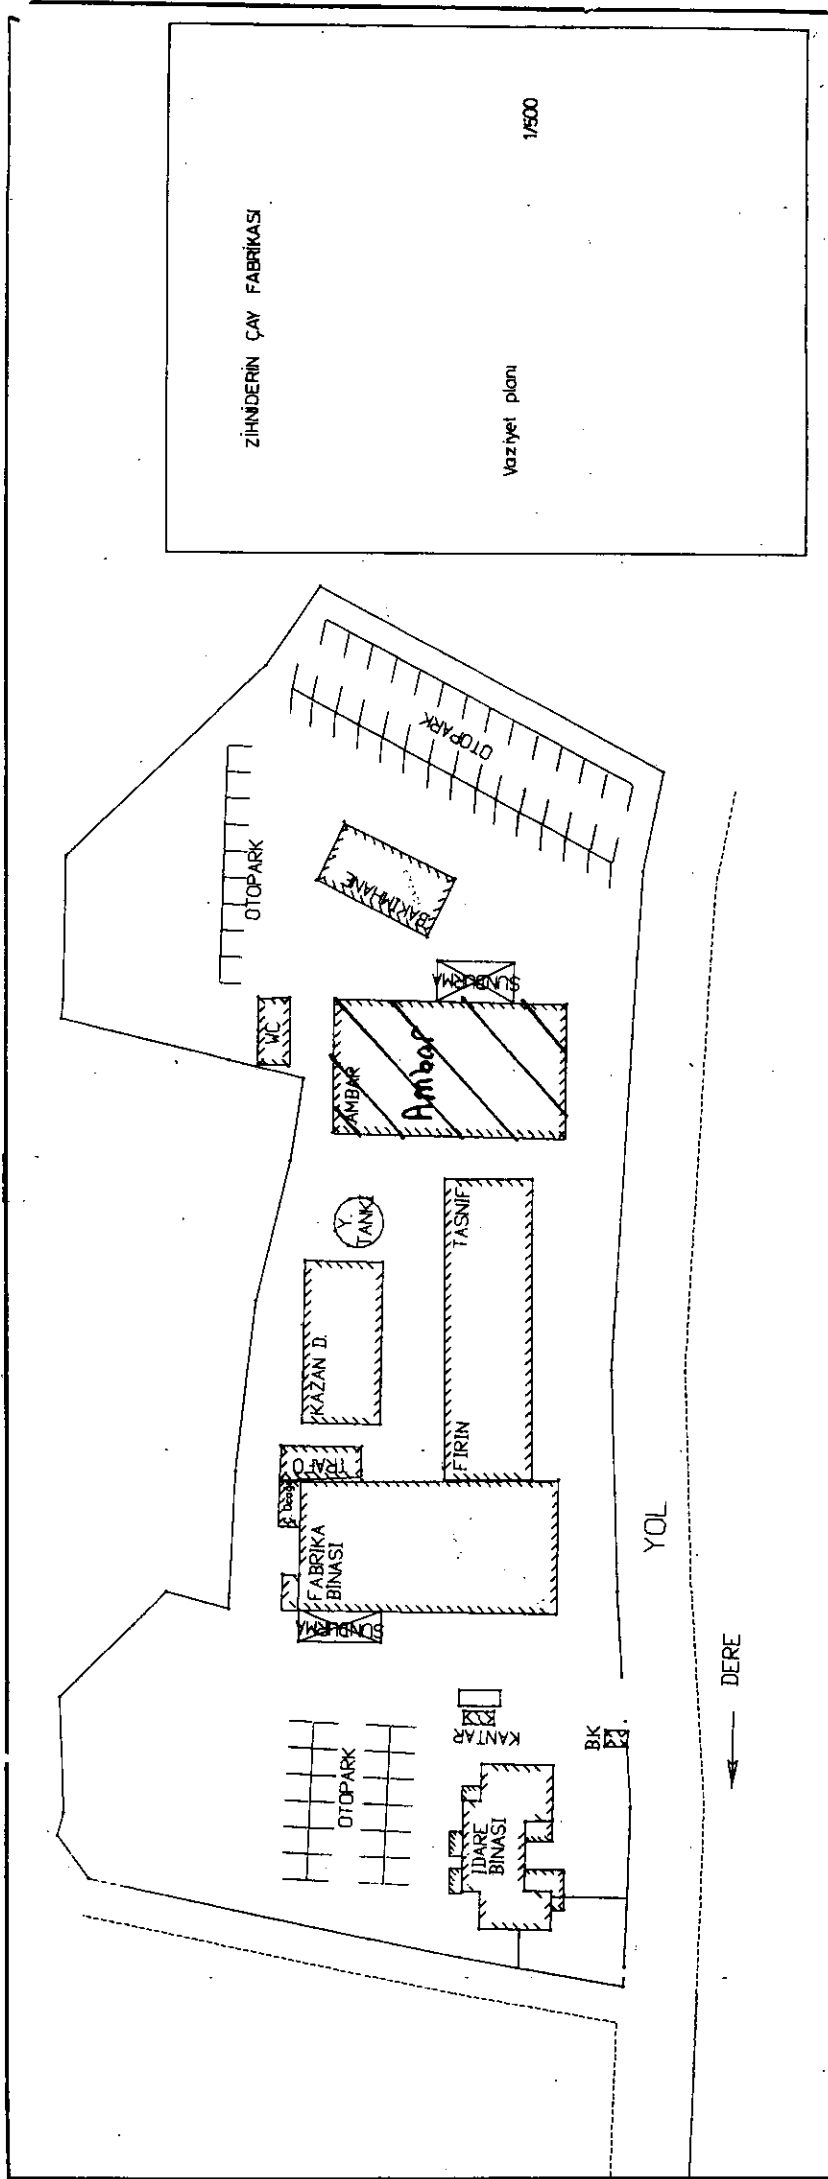 ZİHNİDERİN ÇAY FABRİKASI
Vaziyet planı
1/500
OTOPARK
OTOPARK
BAKIMHANE
SUNDURMA
WC
AMBAR
Ambar
Y.
TANKI
TASNİF
KAZAN D.
FIRIN
TRAFO
FABRİKA
BİNASI
SUNDURMA
YOL
DERE
KANTAR
BK
OTOPARK
İDARE
BİNASI